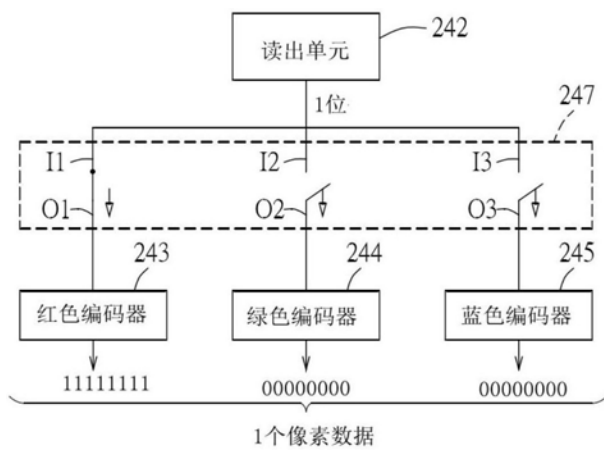 242
读出单元
1位
247
I1 I2 I3
O1 O2 O3
243 244 245
红色编码器 绿色编码器 蓝色编码器
11111111 00000000 00000000
1个像素数据